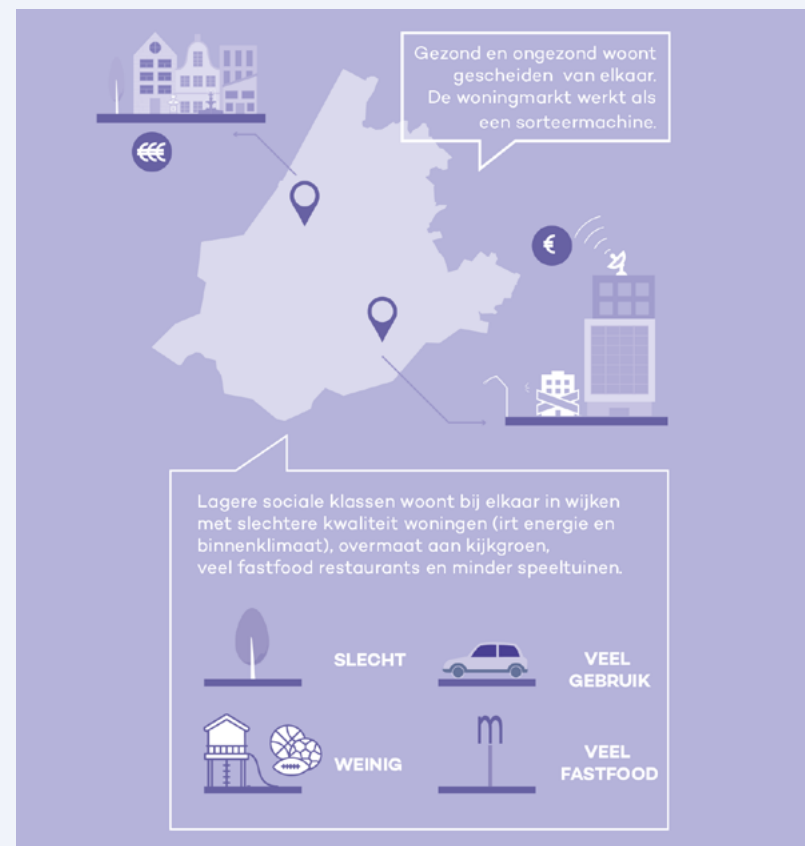 Gezond en ongezond woont
gescheiden van elkaar.
De woningmarkt werkt als
een sorteermachine.
€€€
€
Lagere sociale klassen woont bij elkaar in wijken
met slechtere kwaliteit woningen (irt energie en
binnenklimaat), overmaat aan kijkgroen,
veel fastfood restaurants en minder speeltuinen.
SLECHT
VEEL
GEBRUIK
WEINIG
m
VEEL
FASTFOOD